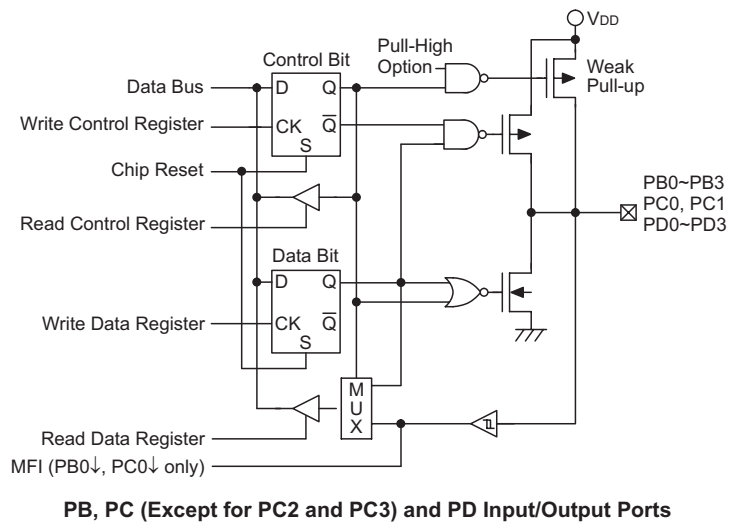 VDD
Pull-High
Option
Control Bit
Weak
Pull-up
Data Bus
D
Q
Write Control Register
CK
Q̅
S
Chip Reset
PB0~PB3
PC0, PC1
PD0~PD3
Read Control Register
Data Bit
D
Q
Write Data Register
CK
Q̅
S
M
U
X
Read Data Register
MFI (PB0↓, PC0↓ only)
PB, PC (Except for PC2 and PC3) and PD Input/Output Ports